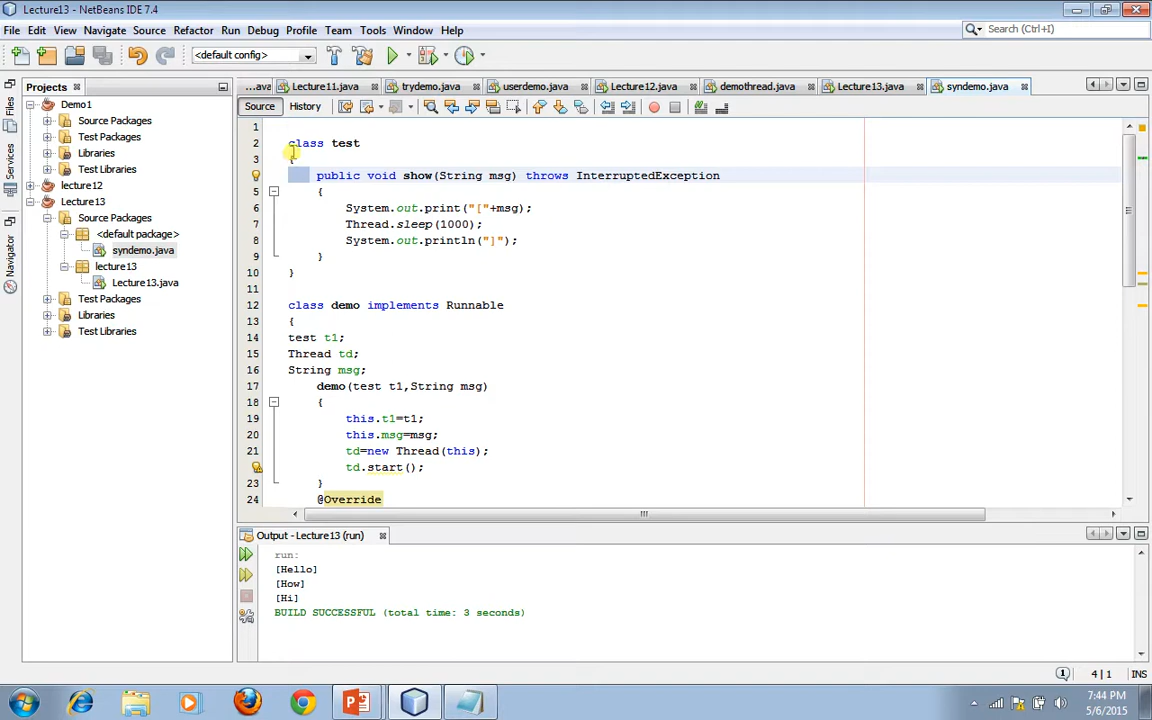 Lecture13 - NetBeans IDE 7.4
File Edit View Navigate Source Refactor Run Debug Profile Team Tools Window Help
Search (Ctrl+I)
<default config>
Projects
...ava Lecture11.java trydemo.java userdemo.java Lecture12.java demothread.java Lecture13.java syndemo.java
Source History
Files
Services
Navigator
Demo1
Source Packages
Test Packages
Libraries
Test Libraries
lecture12
Lecture13
Source Packages
<default package>
syndemo.java
lecture13
Lecture13.java
Test Packages
Libraries
Test Libraries
1
2 class test
3 {
public void show(String msg) throws InterruptedException
5 {
6 System.out.print("["+msg);
7 Thread.sleep(1000);
8 System.out.println("]");
9 }
10 }
11
12 class demo implements Runnable
13 {
14 test t1;
15 Thread td;
16 String msg;
17 demo(test t1,String msg)
18 {
19 this.t1=t1;
20 this.msg=msg;
21 td=new Thread(this);
td.start();
23 }
24 @Override
Output - Lecture13 (run)
run:
[Hello]
[How]
[Hi]
BUILD SUCCESSFUL (total time: 3 seconds)
1 4|1 INS
7:44 PM
5/6/2015